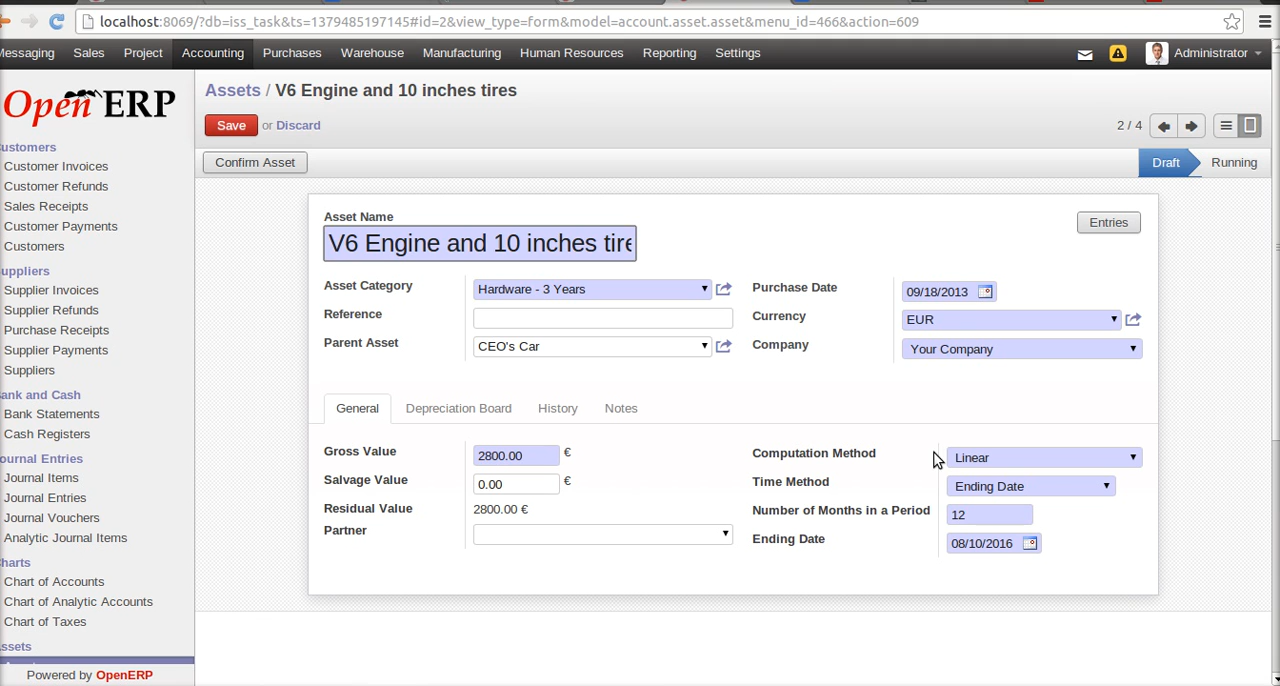 localhost:8069/?db=iss_task&ts=1379485197145#id=2&view_type=form&model=account.asset.asset&menu_id=466&action=609
essaging Sales Project Accounting Purchases Warehouse Manufacturing Human Resources Reporting Settings Administrator
OpenERP
Assets / V6 Engine and 10 inches tires
Save or Discard
2 / 4
Confirm Asset
Draft Running
ustomers
Customer Invoices
Customer Refunds
Sales Receipts
Customer Payments
Customers
uppliers
Supplier Invoices
Supplier Refunds
Purchase Receipts
Supplier Payments
Suppliers
ank and Cash
Bank Statements
Cash Registers
ournal Entries
Journal Items
Journal Entries
Journal Vouchers
Analytic Journal Items
harts
Chart of Accounts
Chart of Analytic Accounts
Chart of Taxes
ssets
Powered by OpenERP
Asset Name
V6 Engine and 10 inches tire
Entries
Asset Category Hardware - 3 Years
Reference
Parent Asset CEO's Car
Purchase Date 09/18/2013
Currency EUR
Company Your Company
General Depreciation Board History Notes
Gross Value 2800.00 €
Salvage Value 0.00 €
Residual Value 2800.00 €
Partner
Computation Method Linear
Time Method Ending Date
Number of Months in a Period 12
Ending Date 08/10/2016